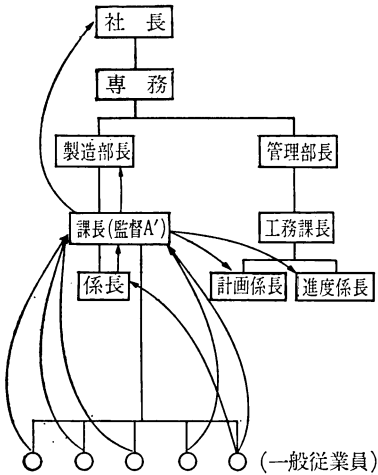 社長
専務
製造部長
管理部長
課長(監督A′)
工務課長
係長
計画係長
進度係長
(一般従業員)